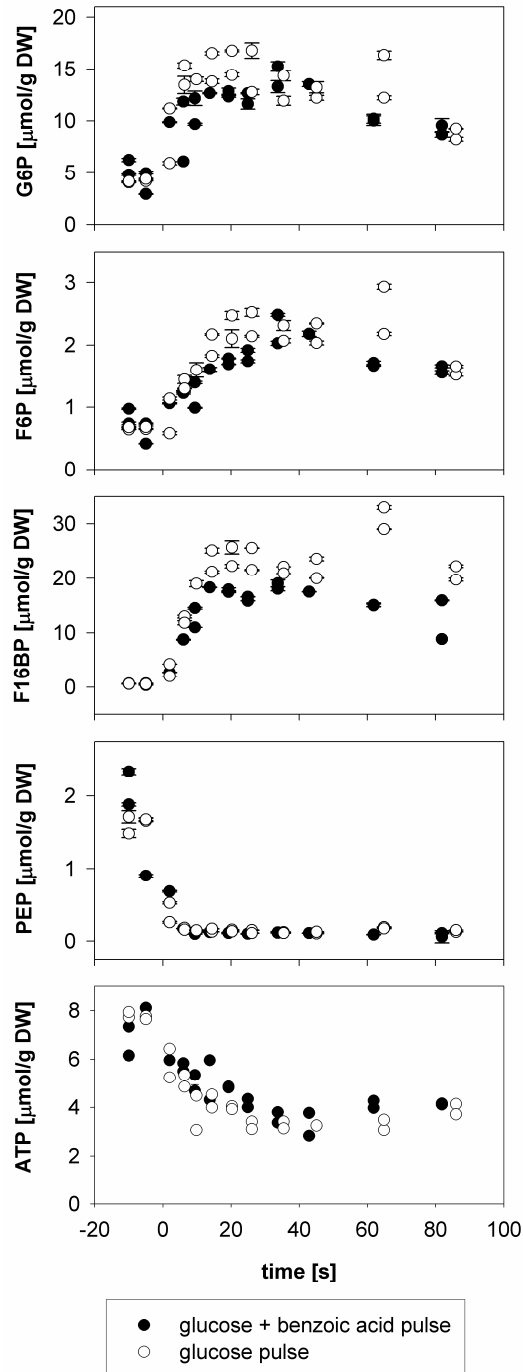 20
15
10
5
0
G6P [μmol/g DW]
3
2
1
0
F6P [μmol/g DW]
30
20
10
0
F16BP [μmol/g DW]
2
1
0
PEP [μmol/g DW]
8
6
4
2
0
ATP [μmol/g DW]
-20 0 20 40 60 80 100
time [s]
glucose + benzoic acid pulse
glucose pulse